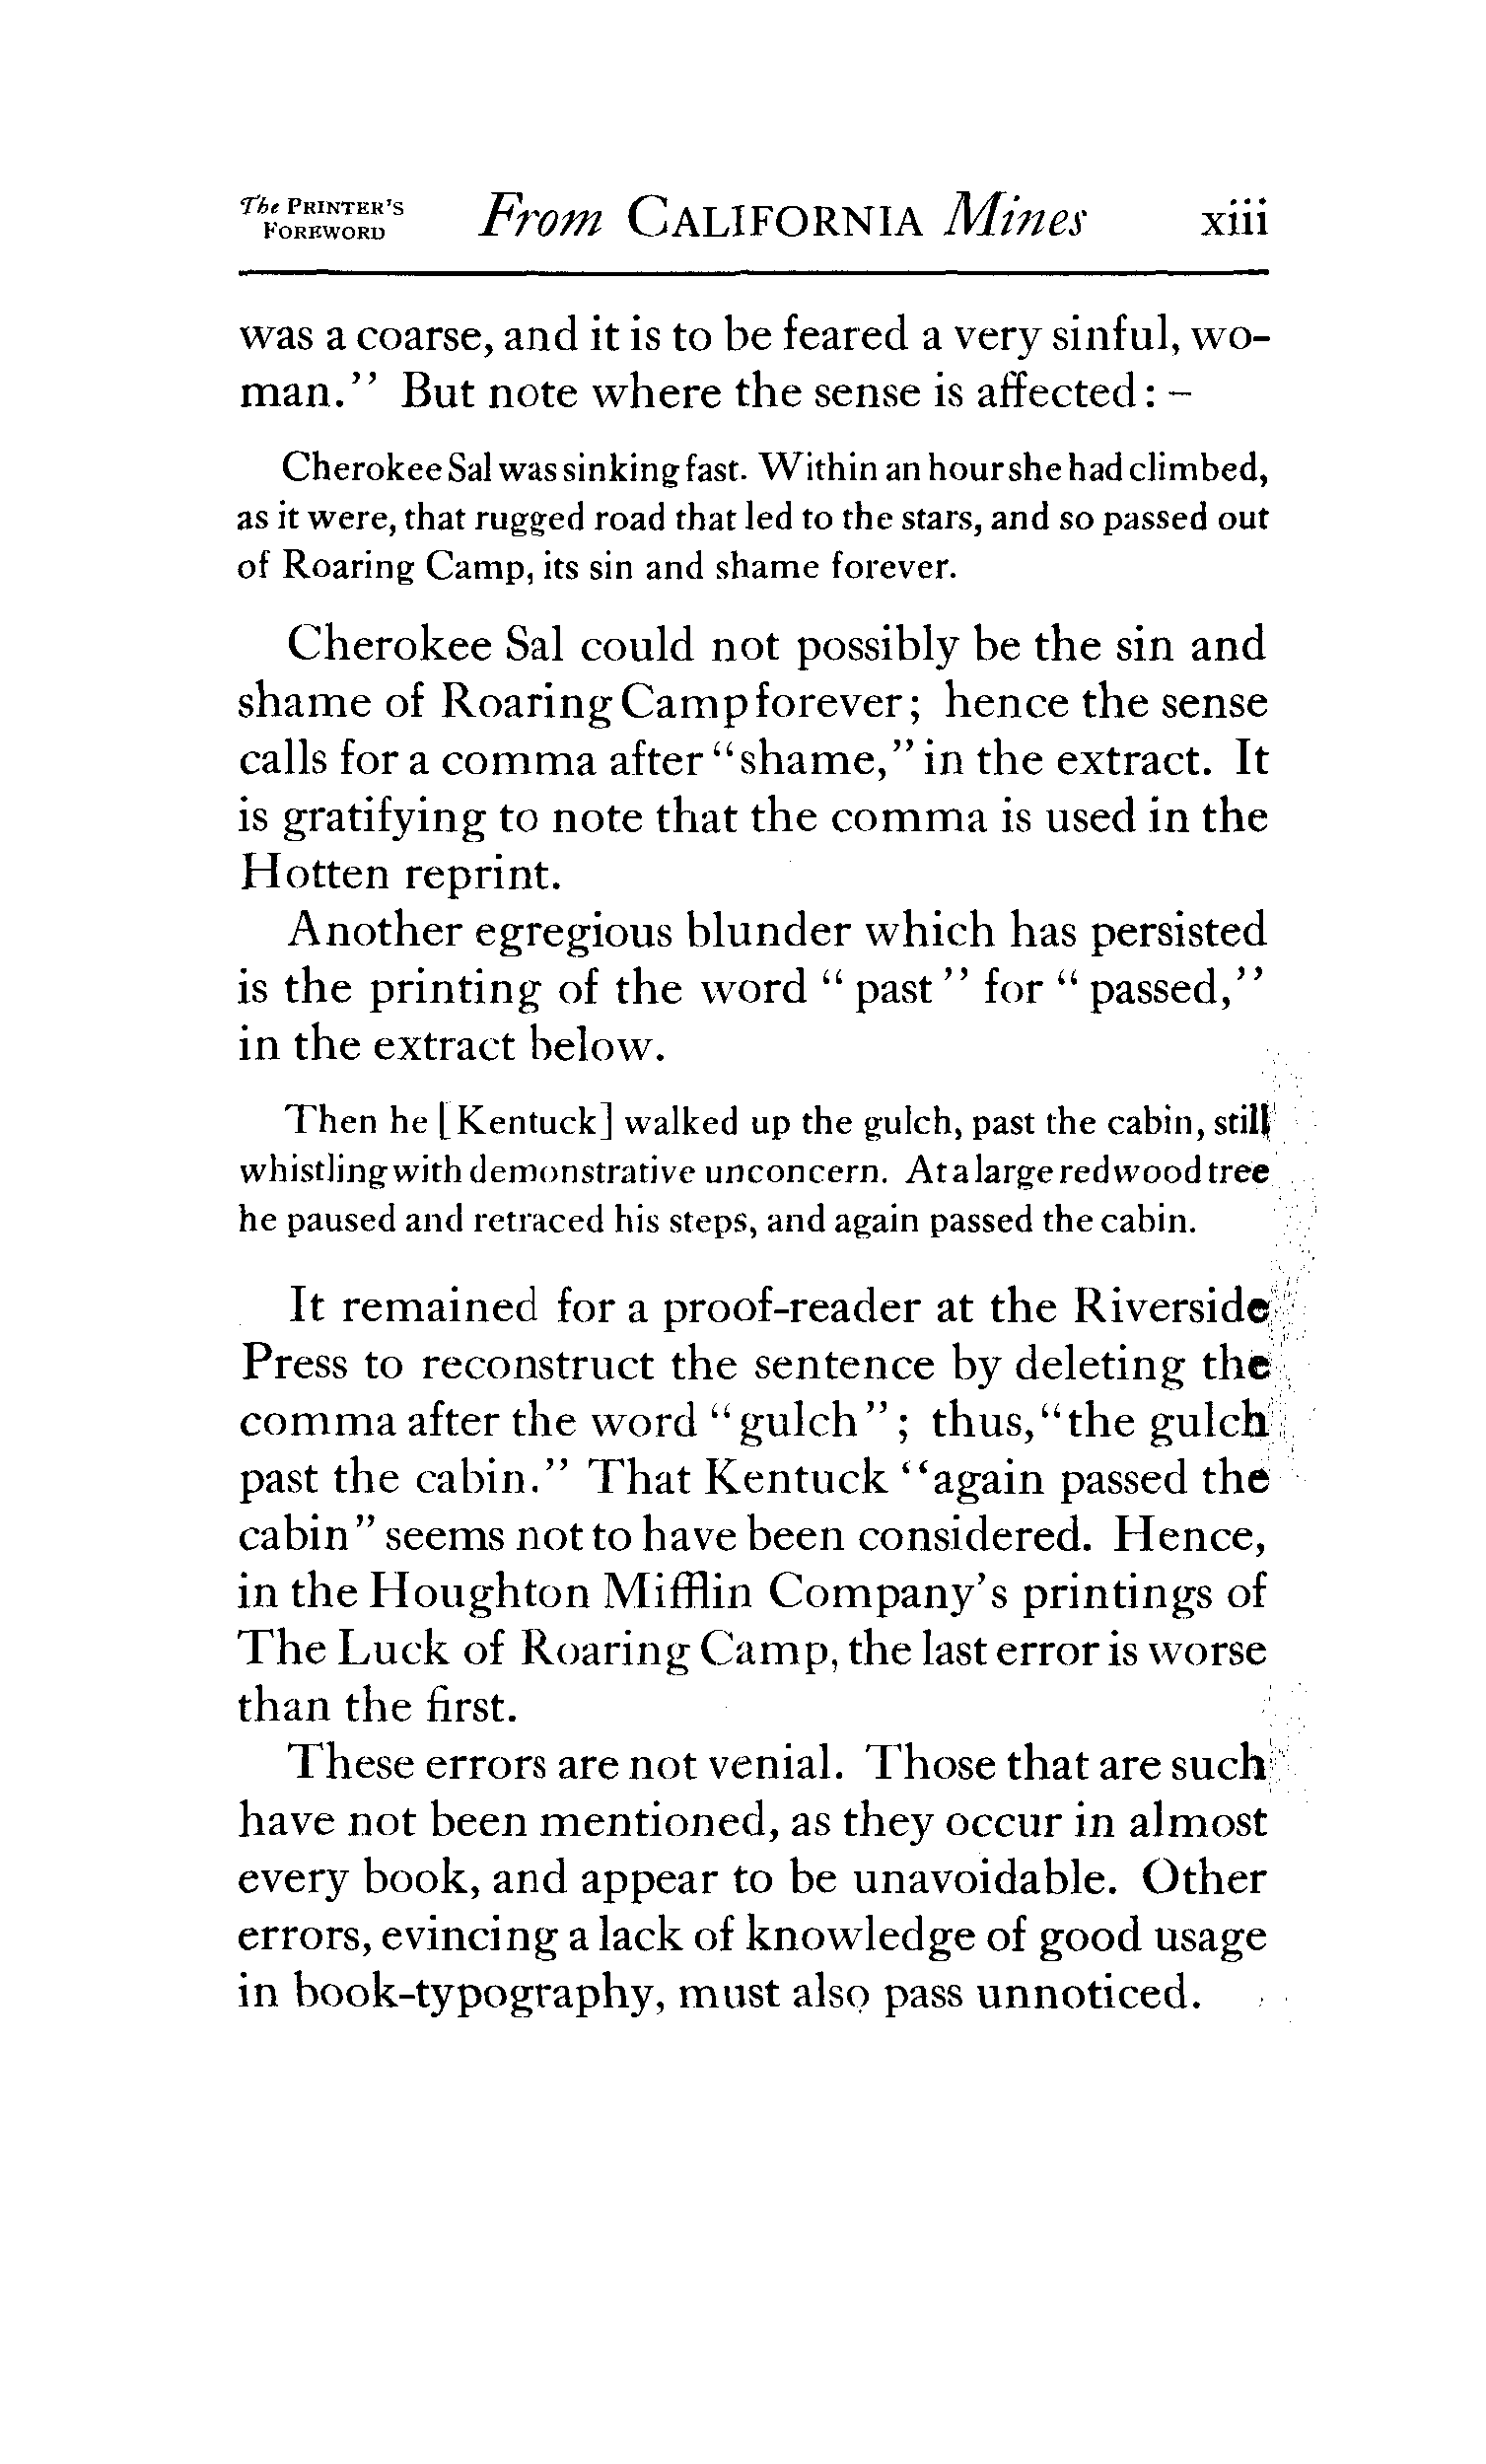 The PRINTER'S
FOREWORD
From CALIFORNIA Mines
xiii
was a coarse, and it is to be feared a very sinful, wo-
man." But note where the sense is affected: –
Cherokee Sal was sinking fast. Within an hour she had climbed,
as it were, that rugged road that led to the stars, and so passed out
of Roaring Camp, its sin and shame forever.
Cherokee Sal could not possibly be the sin and
shame of Roaring Camp forever; hence the sense
calls for a comma after "shame," in the extract. It
is gratifying to note that the comma is used in the
Hotten reprint.
Another egregious blunder which has persisted
is the printing of the word "past" for "passed,"
in the extract below.
Then he [Kentuck] walked up the gulch, past the cabin, still
whistling with demonstrative unconcern. At a large redwood tree
he paused and retraced his steps, and again passed the cabin.
It remained for a proof-reader at the Riverside
Press to reconstruct the sentence by deleting the
comma after the word "gulch"; thus, "the gulch
past the cabin." That Kentuck "again passed the
cabin" seems not to have been considered. Hence,
in the Houghton Mifflin Company's printings of
The Luck of Roaring Camp, the last error is worse
than the first.
These errors are not venial. Those that are such
have not been mentioned, as they occur in almost
every book, and appear to be unavoidable. Other
errors, evincing a lack of knowledge of good usage
in book-typography, must also pass unnoticed.